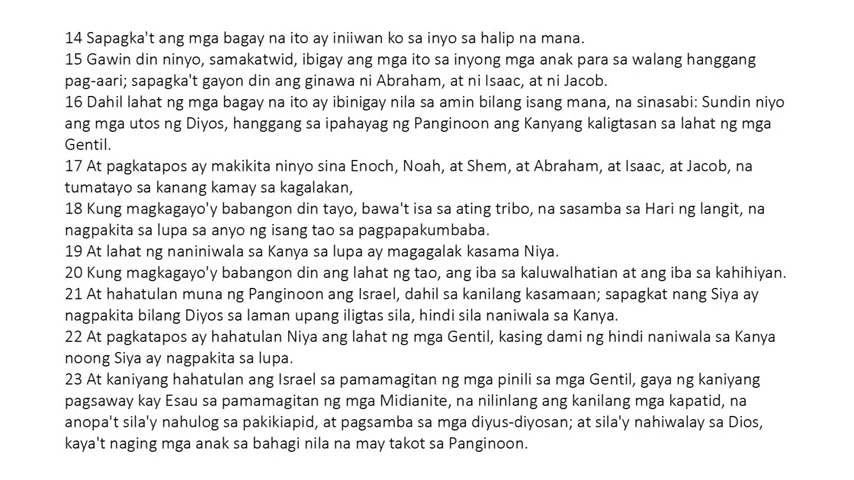 14 Sapagka't ang mga bagay na ito ay iniiwan ko sa inyo sa halip na mana.
15 Gawin din ninyo, samakatwid, ibigay ang mga ito sa inyong mga anak para sa walang hanggang
pag-aari; sapagka't gayon din ang ginawa ni Abraham, at ni Isaac, at ni Jacob.
16 Dahil lahat ng mga bagay na ito ay ibinigay nila sa amin bilang isang mana, na sinasabi: Sundin niyo
ang mga utos ng Diyos, hanggang sa ipahayag ng Panginoon ang Kanyang kaligtasan sa lahat ng mga
Gentil.
17 At pagkatapos ay makikita ninyo sina Enoch, Noah, at Shem, at Abraham, at Isaac, at Jacob, na
tumatayo sa kanang kamay sa kagalakan,
18 Kung magkagayo'y babangon din tayo, bawa't isa sa ating tribo, na sasamba sa Hari ng langit, na
nagpakita sa lupa sa anyo ng isang tao sa pagpapakumbaba.
19 At lahat ng naniniwala sa Kanya sa lupa ay magagalak kasama Niya.
20 Kung magkagayo'y babangon din ang lahat ng tao, ang iba sa kaluwalhatian at ang iba sa kahihiyan.
21 At hahatulan muna ng Panginoon ang Israel, dahil sa kanilang kasamaan; sapagkat nang Siya ay
nagpakita bilang Diyos sa laman upang iligtas sila, hindi sila naniwala sa Kanya.
22 At pagkatapos ay hahatulan Niya ang lahat ng mga Gentil, kasing dami ng hindi naniwala sa Kanya
noong Siya ay nagpakita sa lupa.
23 At kaniyang hahatulan ang Israel sa pamamagitan ng mga pinili sa mga Gentil, gaya ng kaniyang
pagsaway kay Esau sa pamamagitan ng mga Midianite, na nilinlang ang kanilang mga kapatid, na
anopa't sila'y nahulog sa pakikiapid, at pagsamba sa mga diyus-diyosan; at sila'y nahiwalay sa Dios,
kaya't naging mga anak sa bahagi nila na may takot sa Panginoon.